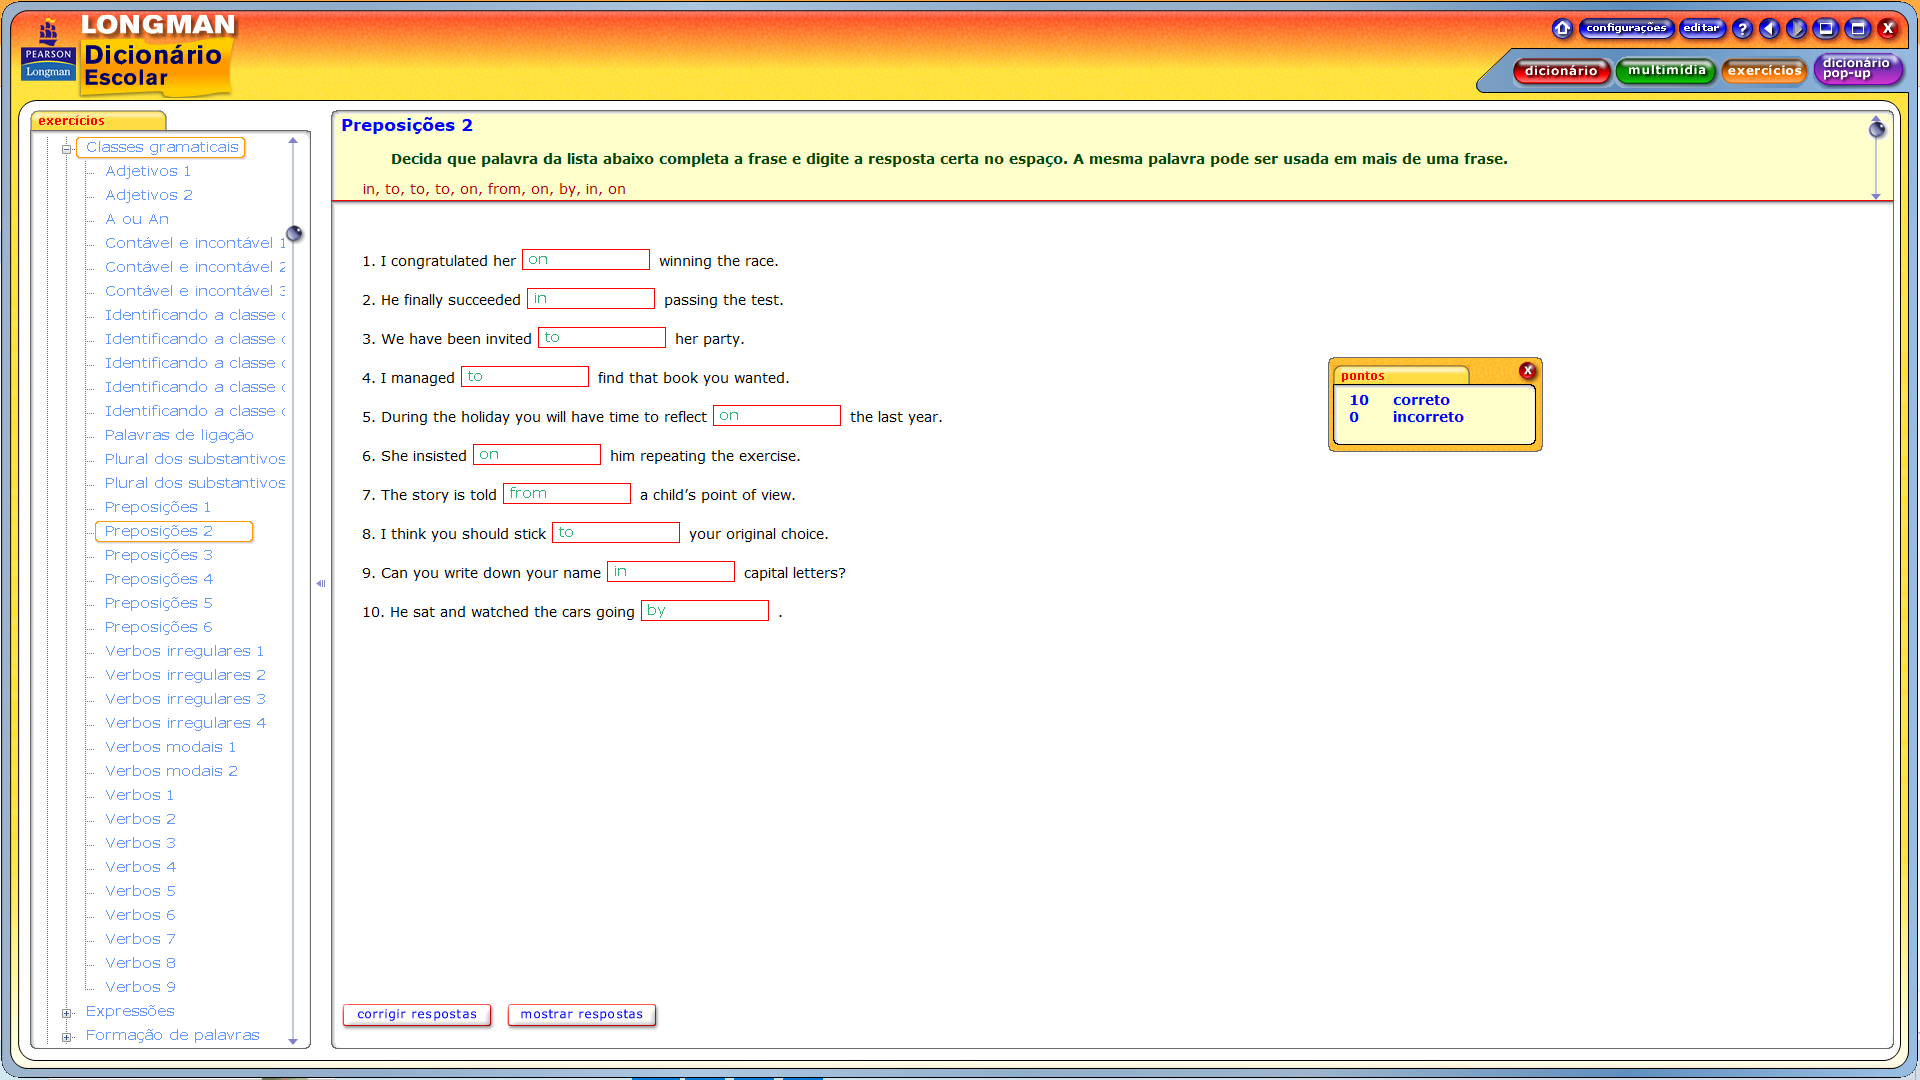 LONGMAN
Dicionário
Escolar
PEARSON
Longman
configurações
editar
?
X
dicionário
multimídia
exercícios
dicionário
pop-up
exercícios
Classes gramaticais
Adjetivos 1
Adjetivos 2
A ou An
Contável e incontável 1
Contável e incontável 2
Contável e incontável 3
Identificando a classe
Identificando a classe
Identificando a classe
Identificando a classe
Identificando a classe
Palavras de ligação
Plural dos substantivos
Plural dos substantivos
Preposições 1
Preposições 2
Preposições 3
Preposições 4
Preposições 5
Preposições 6
Verbos irregulares 1
Verbos irregulares 2
Verbos irregulares 3
Verbos irregulares 4
Verbos modais 1
Verbos modais 2
Verbos 1
Verbos 2
Verbos 3
Verbos 4
Verbos 5
Verbos 6
Verbos 7
Verbos 8
Verbos 9
Expressões
Formação de palavras
Preposições 2
Decida que palavra da lista abaixo completa a frase e digite a resposta certa no espaço. A mesma palavra pode ser usada em mais de uma frase.
in, to, to, to, on, from, on, by, in, on
1. I congratulated her on winning the race.
2. He finally succeeded in passing the test.
3. We have been invited to her party.
4. I managed to find that book you wanted.
5. During the holiday you will have time to reflect on the last year.
6. She insisted on him repeating the exercise.
7. The story is told from a child's point of view.
8. I think you should stick to your original choice.
9. Can you write down your name in capital letters?
10. He sat and watched the cars going by .
pontos
X
10 correto
0 incorreto
corrigir respostas
mostrar respostas